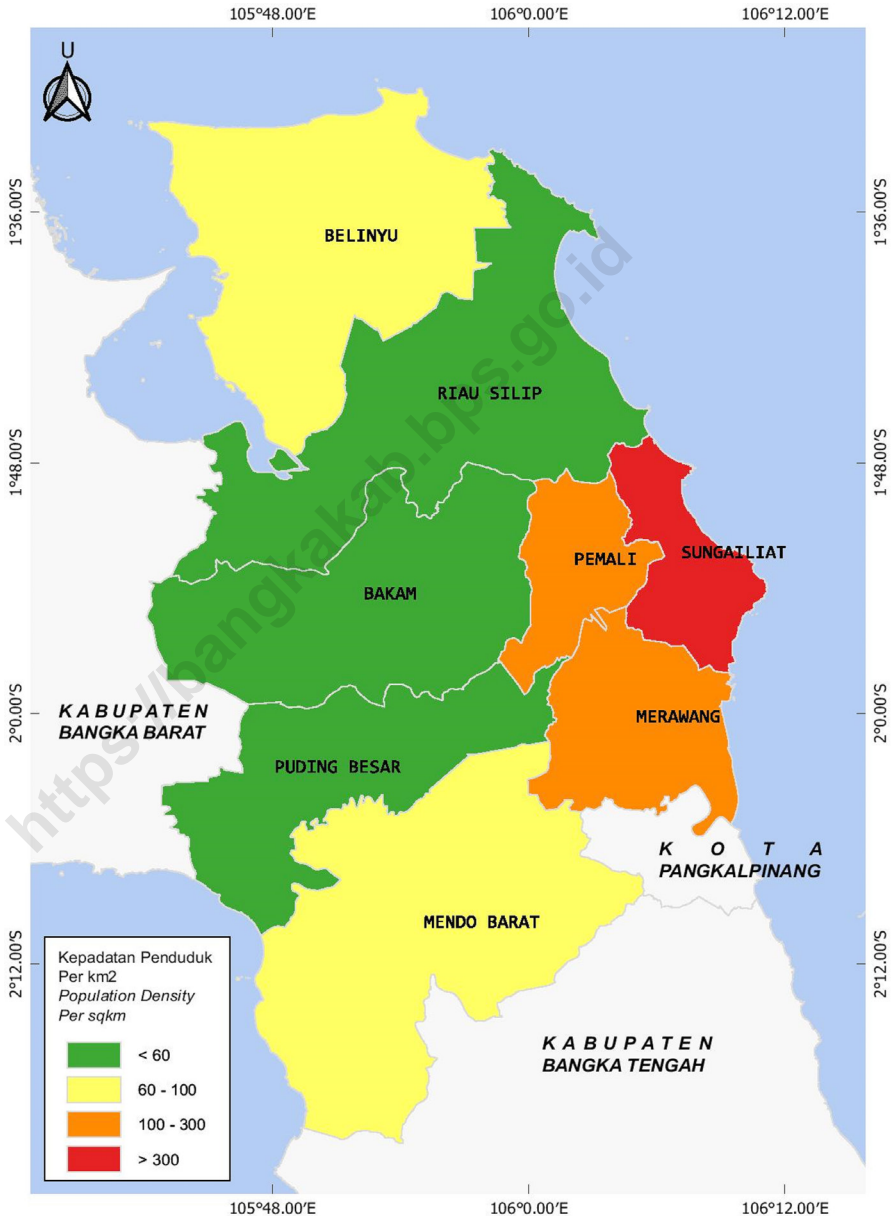 105°48.00'E 106°0.00'E 106°12.00'E
U
1°36.00'S 1°36.00'S
BELINYU
RIAU SILIP
1°48.00'S 1°48.00'S
SUNGAILIAT
PEMALI
BAKAM
2°0.00'S 2°0.00'S
KABUPATEN
BANGKA BARAT
MERAWANG
PUDING BESAR
https://bangkakab.bps.go.id
KOTA
PANGKALPINANG
MENDO BARAT
2°12.00'S 2°12.00'S
KABUPATEN
BANGKA TENGAH
Kepadatan Penduduk
Per km2
Population Density
Per sqkm
< 60
60 - 100
100 - 300
> 300
105°48.00'E 106°0.00'E 106°12.00'E